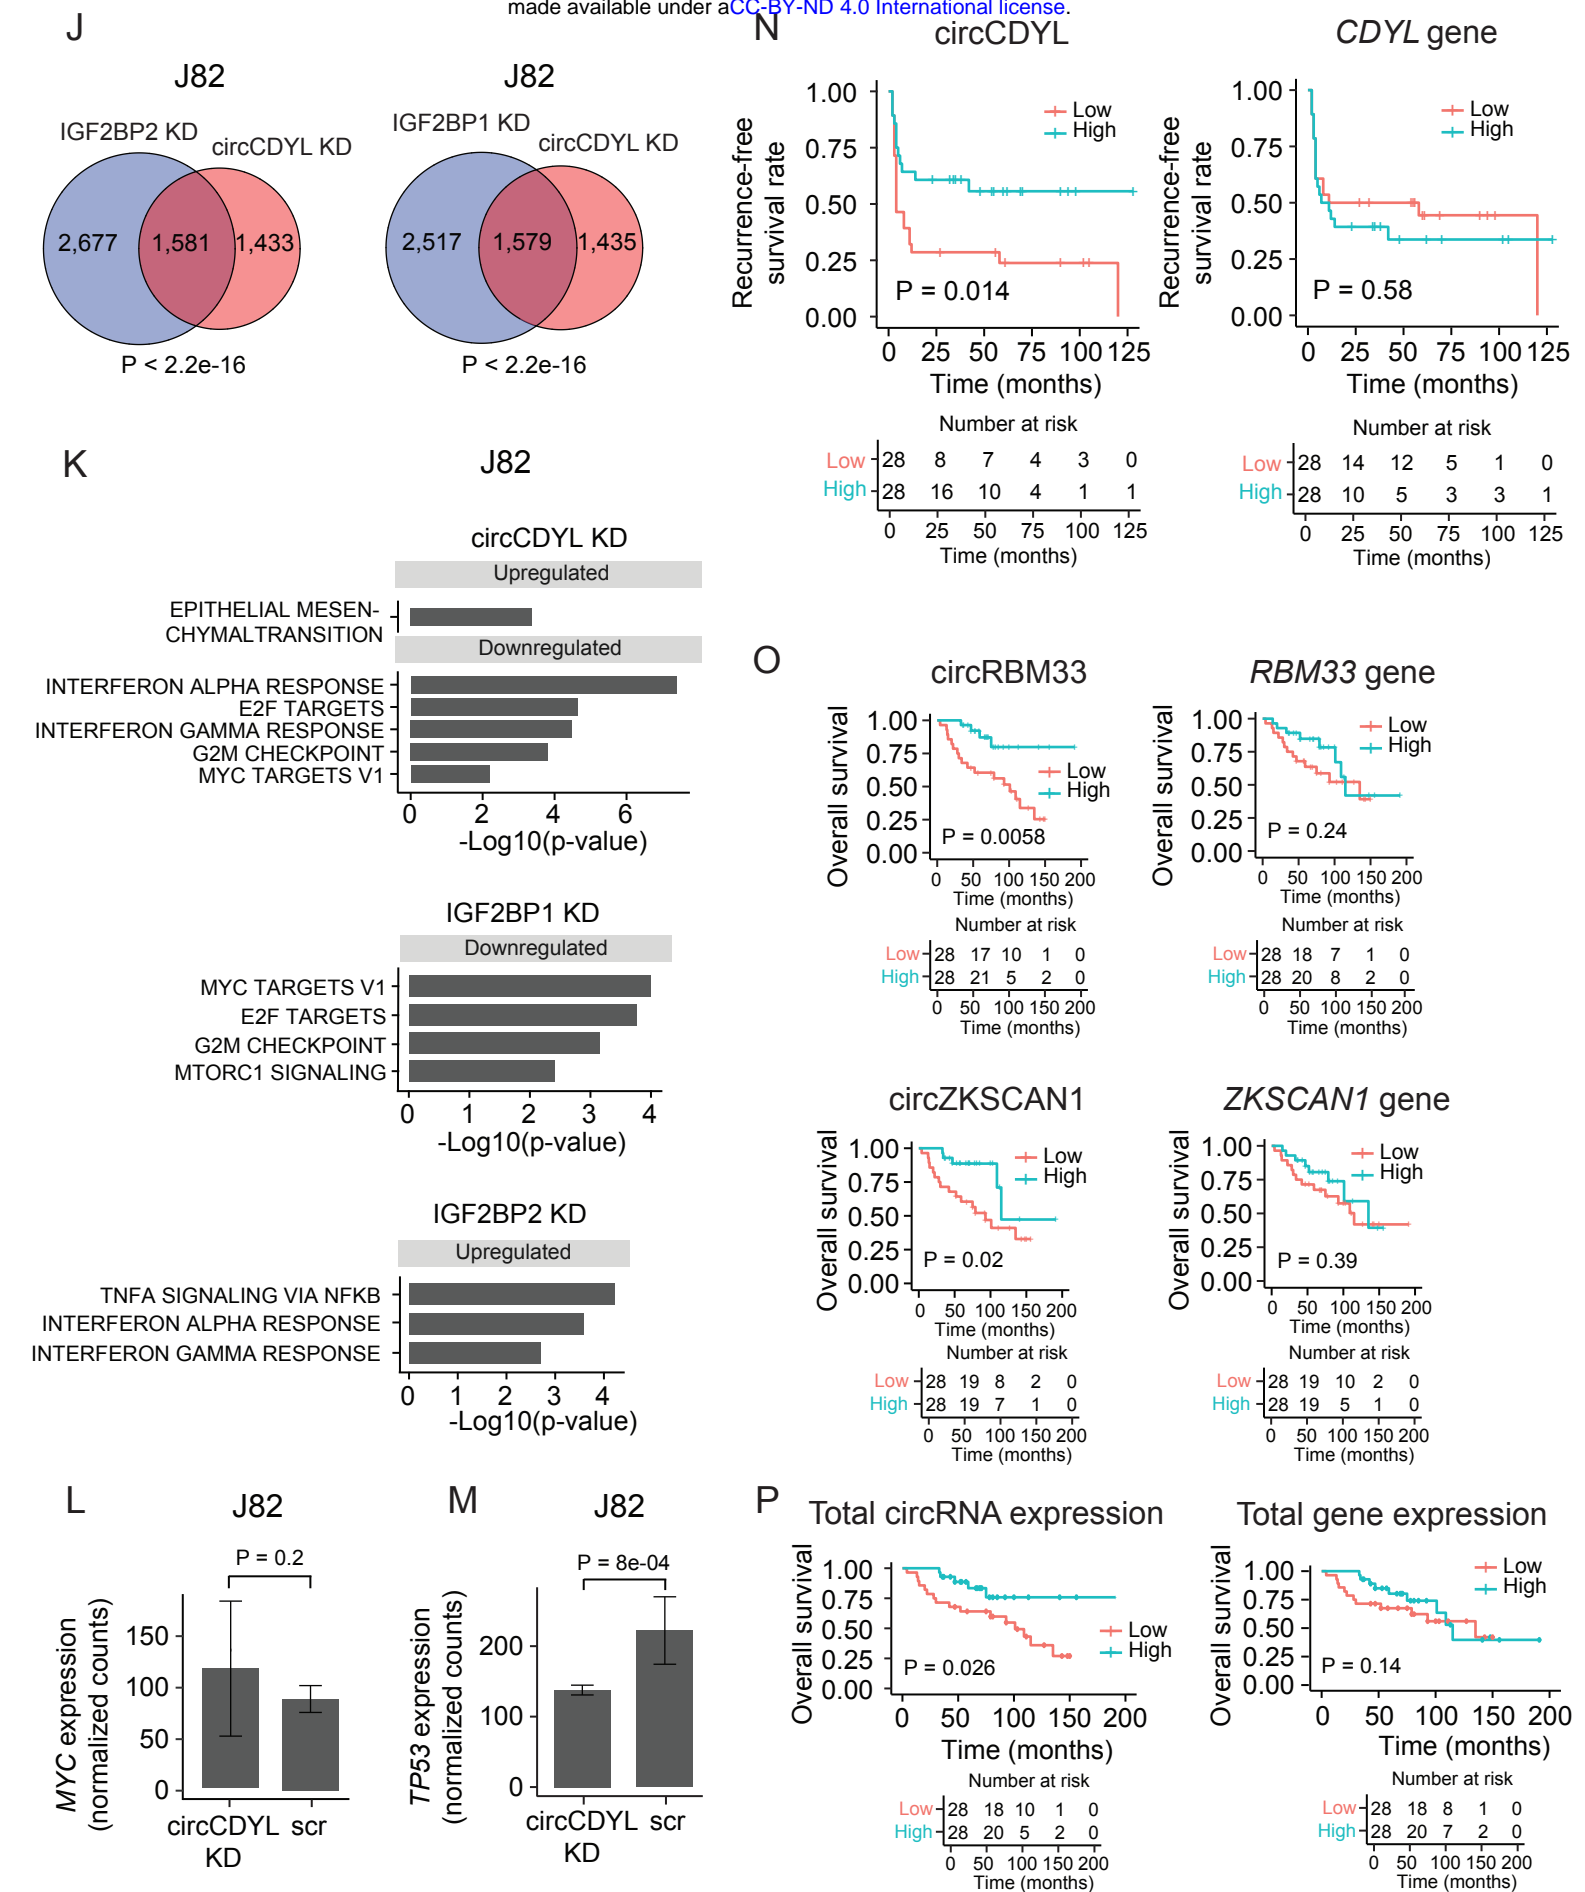 made available under aCC-BY-ND 4.0 International license.
J
J82
IGF2BP2 KD
circCDYL KD
2,677
1,581
1,433
P < 2.2e-16
J82
IGF2BP1 KD
circCDYL KD
2,517
1,579
1,435
P < 2.2e-16
K
J82
circCDYL KD
Upregulated
EPITHELIAL MESEN-
CHYMALTRANSITION
Downregulated
INTERFERON ALPHA RESPONSE
E2F TARGETS
INTERFERON GAMMA RESPONSE
G2M CHECKPOINT
MYC TARGETS V1
0 2 4 6
-Log10(p-value)
IGF2BP1 KD
Downregulated
MYC TARGETS V1
E2F TARGETS
G2M CHECKPOINT
MTORC1 SIGNALING
0 1 2 3 4
-Log10(p-value)
IGF2BP2 KD
Upregulated
TNFA SIGNALING VIA NFKB
INTERFERON ALPHA RESPONSE
INTERFERON GAMMA RESPONSE
0 1 2 3 4
-Log10(p-value)
L
J82
P = 0.2
MYC expression
(normalized counts)
150
100
50
0
circCDYL scr
KD
M
J82
P = 8e-04
TP53 expression
(normalized counts)
200
100
0
circCDYL scr
KD
N
circCDYL
Recurrence-free
survival rate
1.00
0.75
0.50
0.25
0.00
Low
High
P = 0.014
0 25 50 75 100 125
Time (months)
Number at risk
Low 28 8 7 4 3 0
High 28 16 10 4 1 1
0 25 50 75 100 125
Time (months)
CDYL gene
Recurrence-free
survival rate
1.00
0.75
0.50
0.25
0.00
Low
High
P = 0.58
0 25 50 75 100 125
Time (months)
Number at risk
Low 28 14 12 5 1 0
High 28 10 5 3 3 1
0 25 50 75 100 125
Time (months)
O
circRBM33
Overall survival
1.00
0.75
0.50
0.25
0.00
Low
High
P = 0.0058
0 50 100 150 200
Time (months)
Number at risk
Low 28 17 10 1 0
High 28 21 5 2 0
0 50 100 150 200
Time (months)
RBM33 gene
Overall survival
1.00
0.75
0.50
0.25
0.00
Low
High
P = 0.24
0 50 100 150 200
Time (months)
Number at risk
Low 28 18 7 1 0
High 28 20 8 2 0
0 50 100 150 200
Time (months)
circZKSCAN1
Overall survival
1.00
0.75
0.50
0.25
0.00
Low
High
P = 0.02
0 50 100 150 200
Time (months)
Number at risk
Low 28 19 8 2 0
High 28 19 7 1 0
0 50 100 150 200
Time (months)
ZKSCAN1 gene
Overall survival
1.00
0.75
0.50
0.25
0.00
Low
High
P = 0.39
0 50 100 150 200
Time (months)
Number at risk
Low 28 19 10 2 0
High 28 19 5 1 0
0 50 100 150 200
Time (months)
P
Total circRNA expression
Overall survival
1.00
0.75
0.50
0.25
0.00
Low
High
P = 0.026
0 50 100 150 200
Time (months)
Number at risk
Low 28 18 10 1 0
High 28 20 5 2 0
0 50 100 150 200
Time (months)
Total gene expression
Overall survival
1.00
0.75
0.50
0.25
0.00
Low
High
P = 0.14
0 50 100 150 200
Time (months)
Number at risk
Low 28 18 8 1 0
High 28 20 7 2 0
0 50 100 150 200
Time (months)